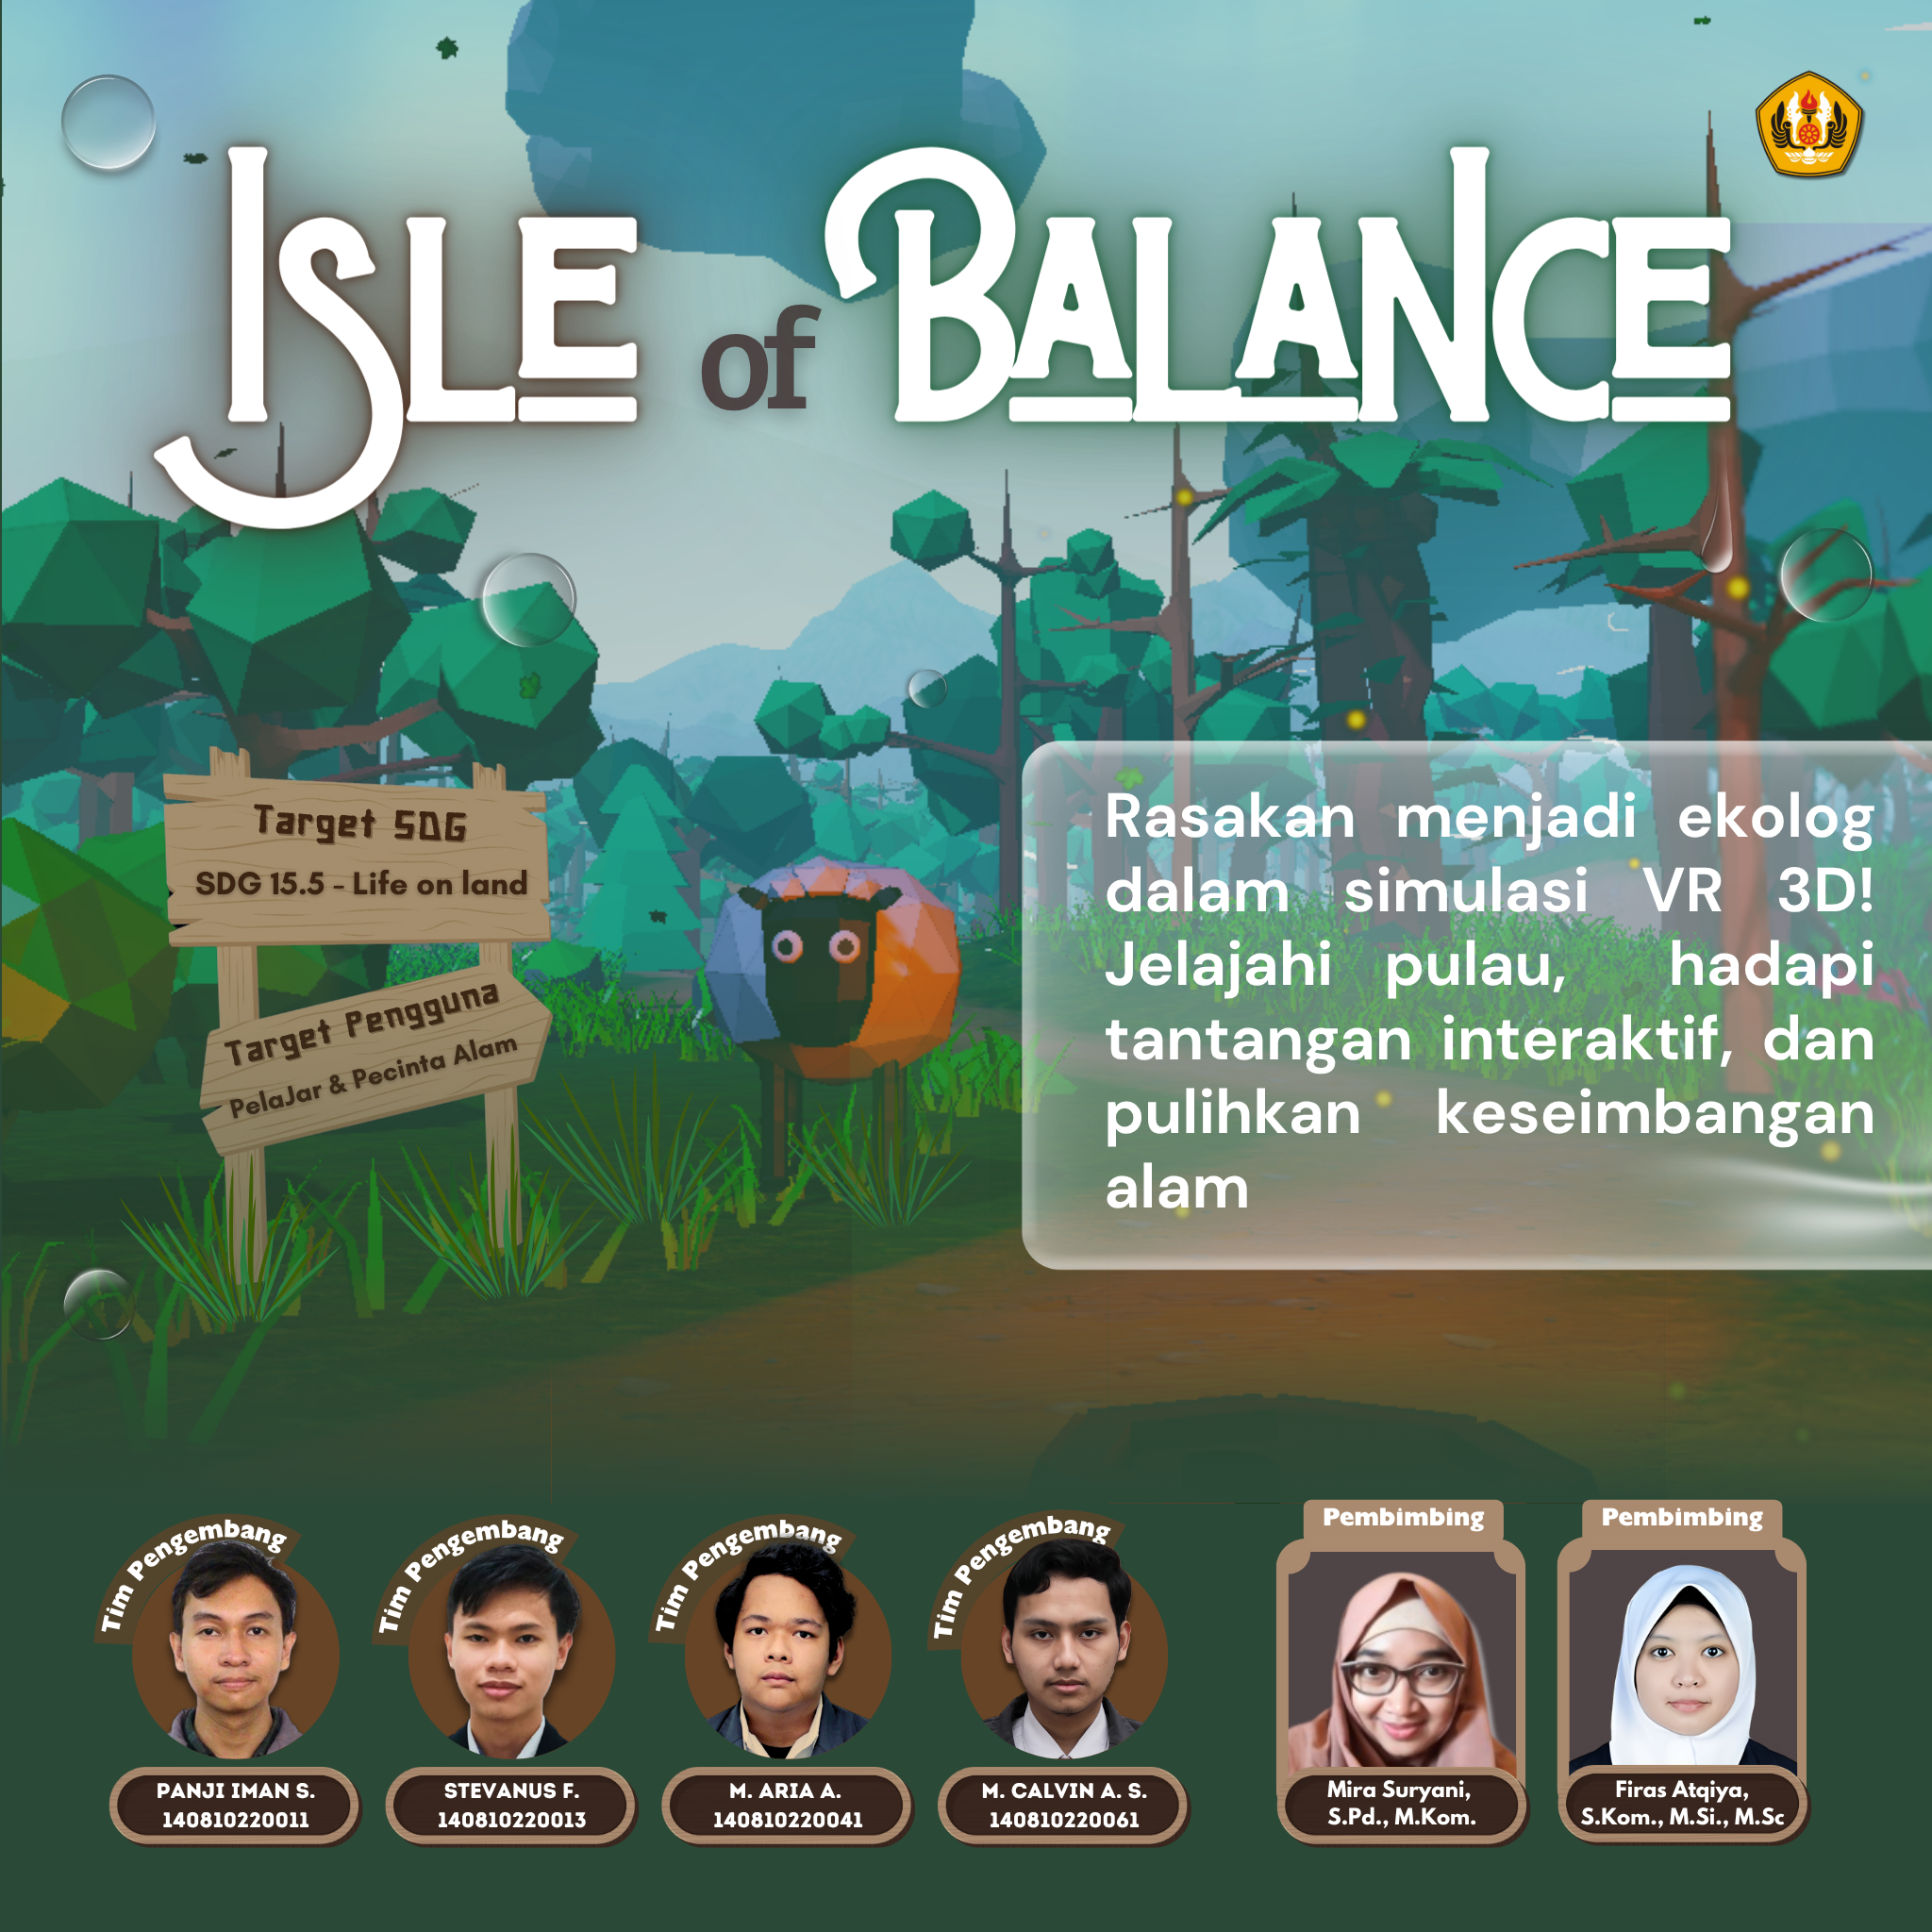 ISLE of BALANCE
Target SDG
SDG 15.5 - Life on land
Target Pengguna
PelaJar & Pecinta Alam
Rasakan menjadi ekolog
dalam simulasi VR 3D!
Jelajahi pulau, hadapi
tantangan interaktif, dan
pulihkan keseimbangan
alam
Tim Pengembang
PANJI IMAN S.
140810220011
Tim Pengembang
STEVANUS F.
140810220013
Tim Pengembang
M. ARIA A.
140810220041
Tim Pengembang
M. CALVIN A. S.
140810220061
Pembimbing
Mira Suryani,
S.Pd., M.Kom.
Pembimbing
Firas Atqiya,
S.Kom., M.Si., M.Sc